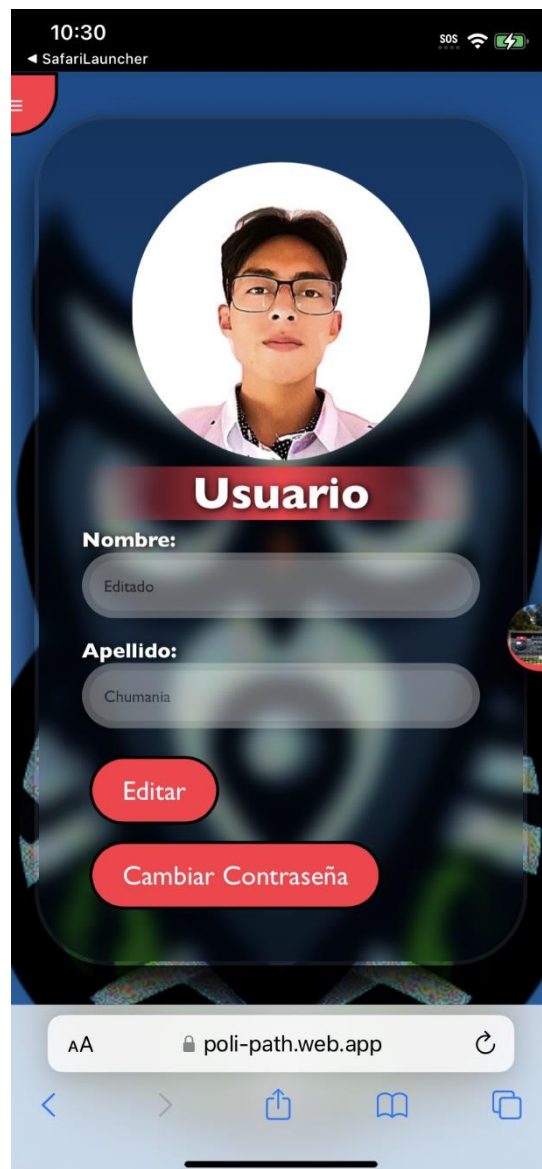 10:30
SOS
◀ SafariLauncher
Usuario
Nombre:
Editado
Apellido:
Chumania
Editar
Cambiar Contraseña
AA
poli-path.web.app